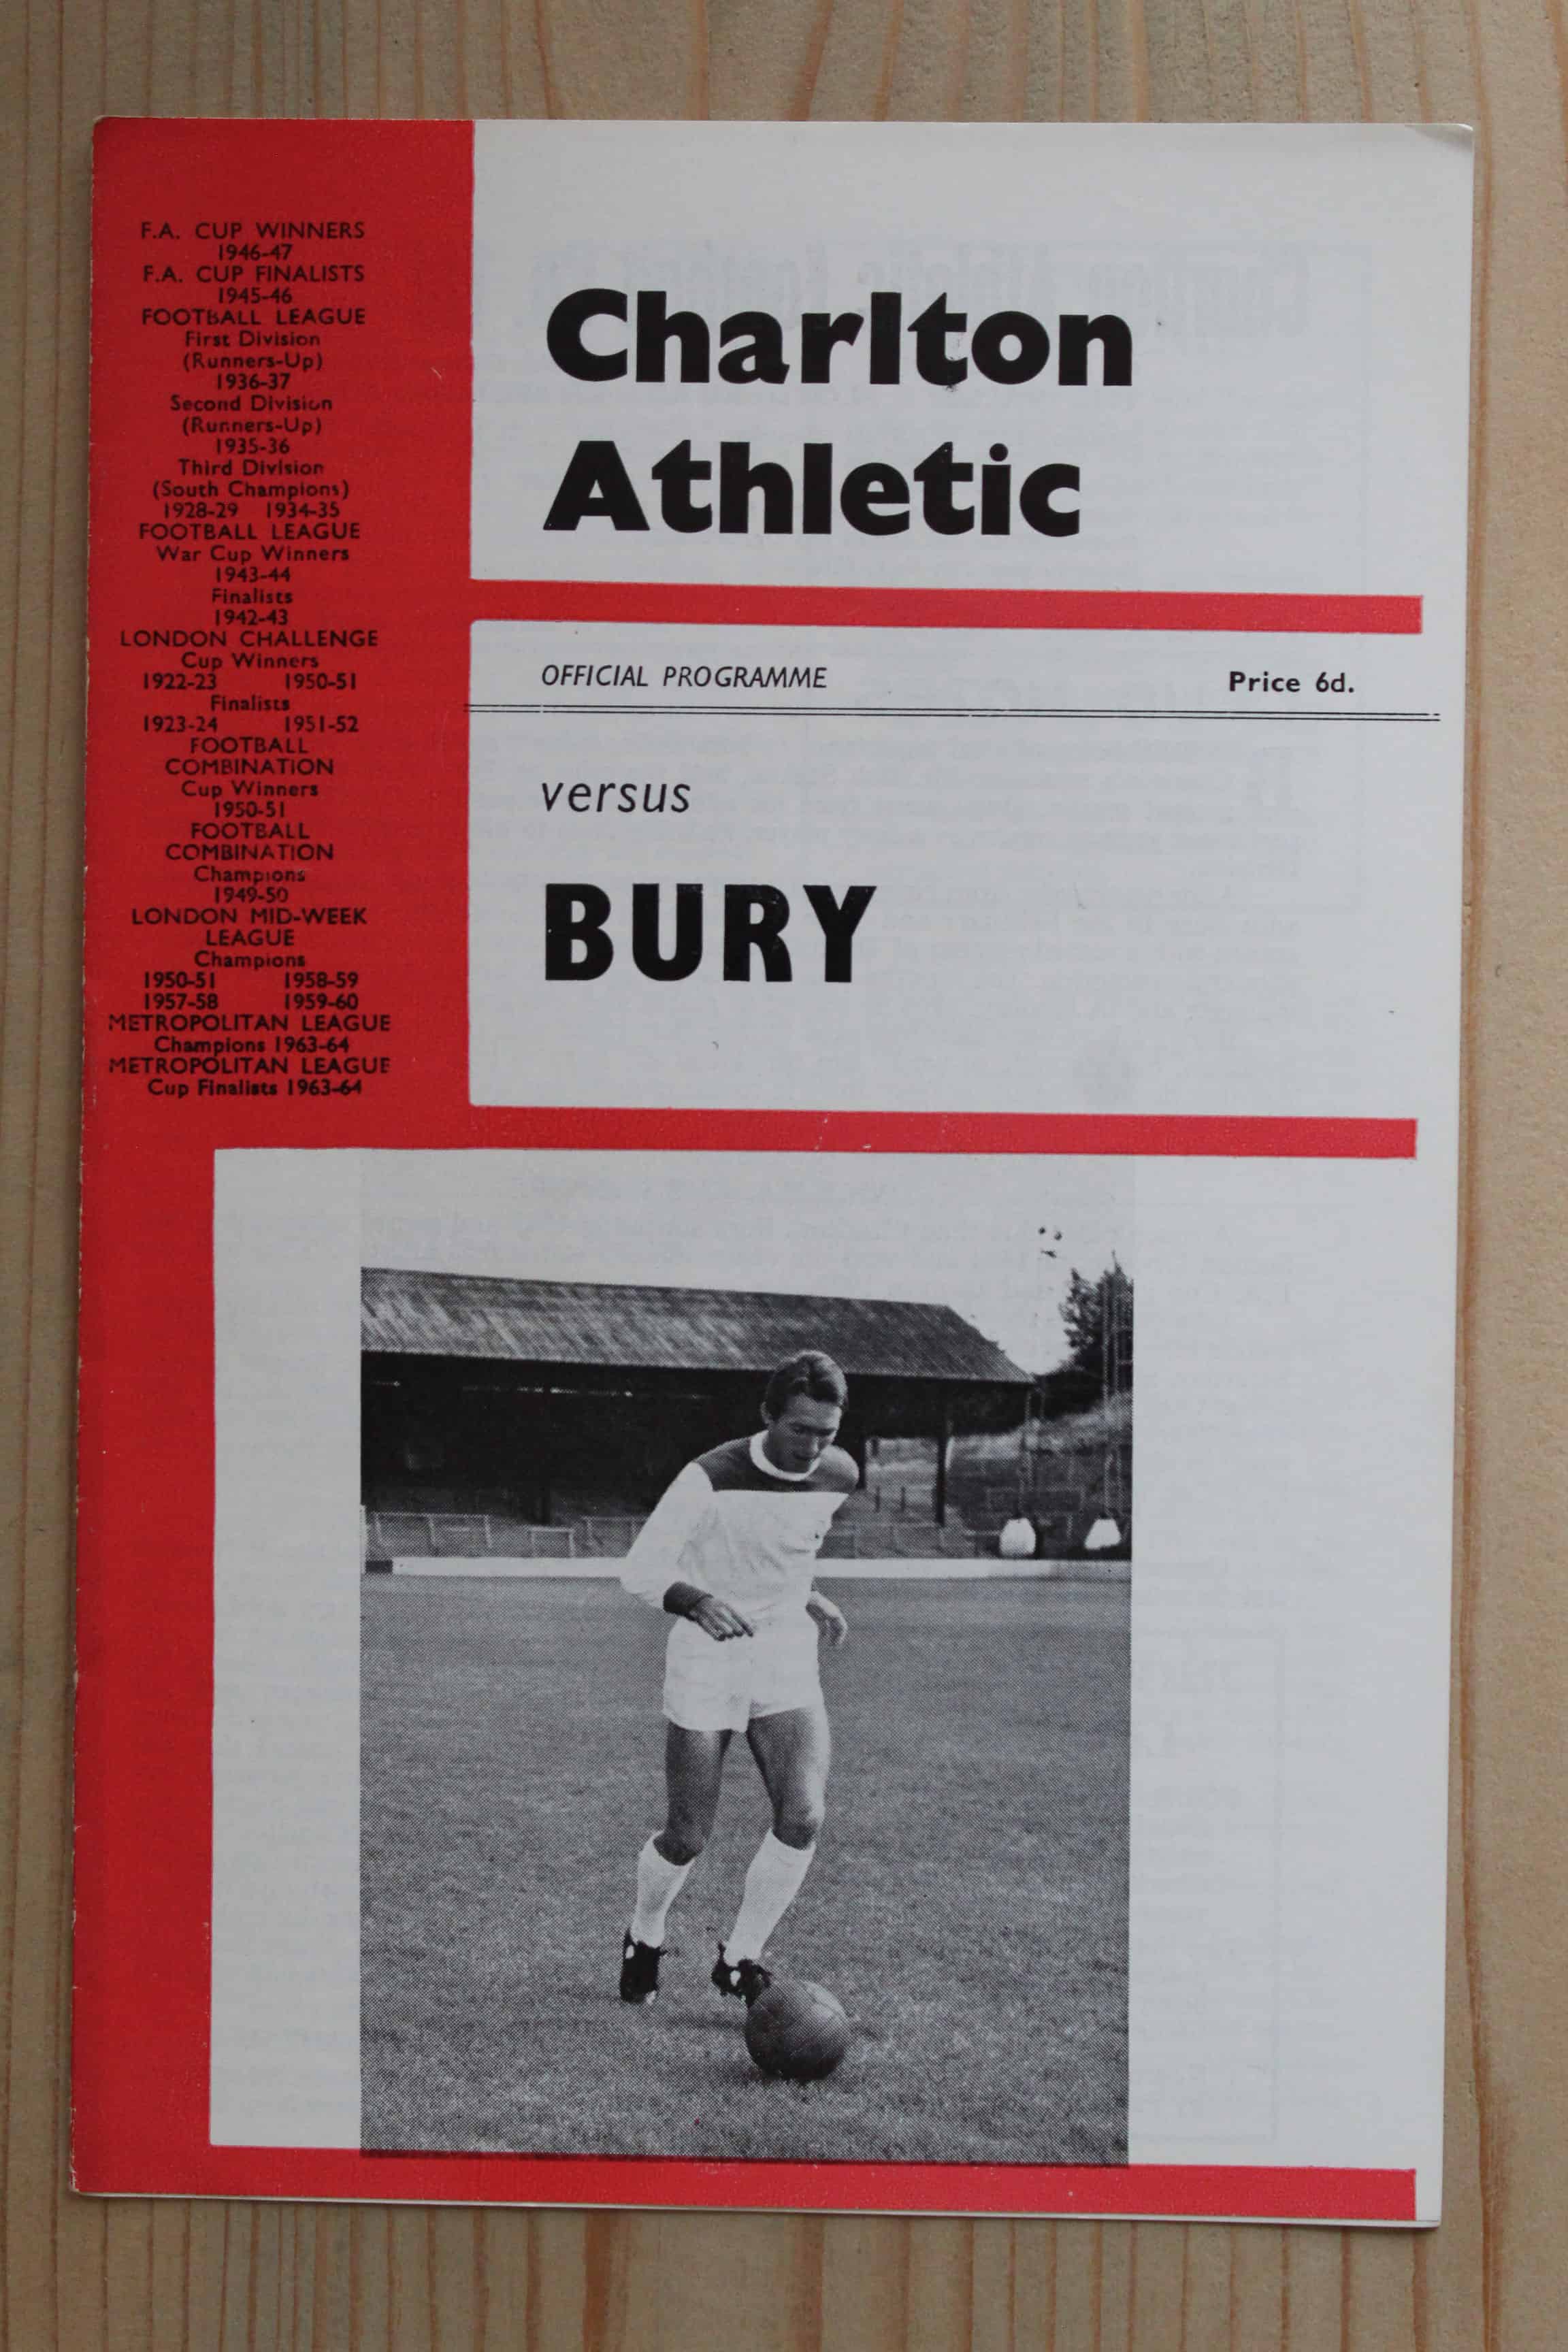 F.A. CUP WINNERS
1946-47
F.A. CUP FINALISTS
1945-46
FOOTBALL LEAGUE
First Division
(Runners-Up)
1936-37
Second Division
(Runners-Up)
1935-36
Third Division
(South Champions)
1928-29 1934-35
FOOTBALL LEAGUE
War Cup Winners
1943-44
Finalists
1942-43
LONDON CHALLENGE
Cup Winners
1922-23 1950-51
Finalists
1923-24 1951-52
FOOTBALL
COMBINATION
Cup Winners
1950-51
FOOTBALL
COMBINATION
Champions
1949-50
LONDON MID-WEEK
LEAGUE
Champions
1950-51 1958-59
1957-58 1959-60
METROPOLITAN LEAGUE
Champions 1963-64
METROPOLITAN LEAGUE
Cup Finalists 1963-64
Charlton
Athletic
OFFICIAL PROGRAMME Price 6d.
versus
BURY